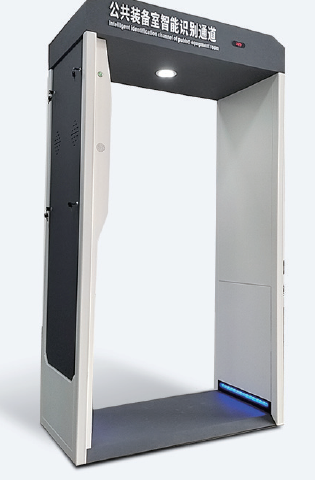 公共装备室智能识别通道
Intelligent identification channel of public equipment room